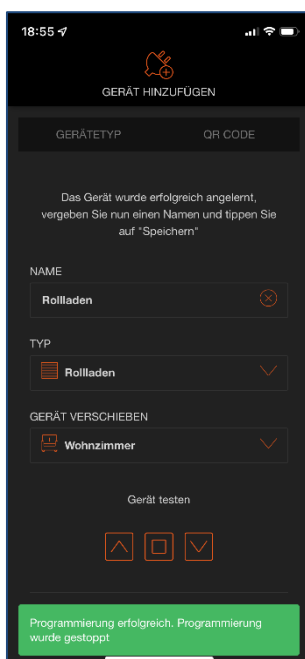 18:55
GERÄT HINZUFÜGEN
GERÄTETYP
QR CODE
Das Gerät wurde erfolgreich angelernt,
vergeben Sie nun einen Namen und tippen Sie
auf "Speichern"
NAME
Rollladen
TYP
Rollladen
GERÄT VERSCHIEBEN
Wohnzimmer
Gerät testen
Programmierung erfolgreich. Programmierung
wurde gestoppt